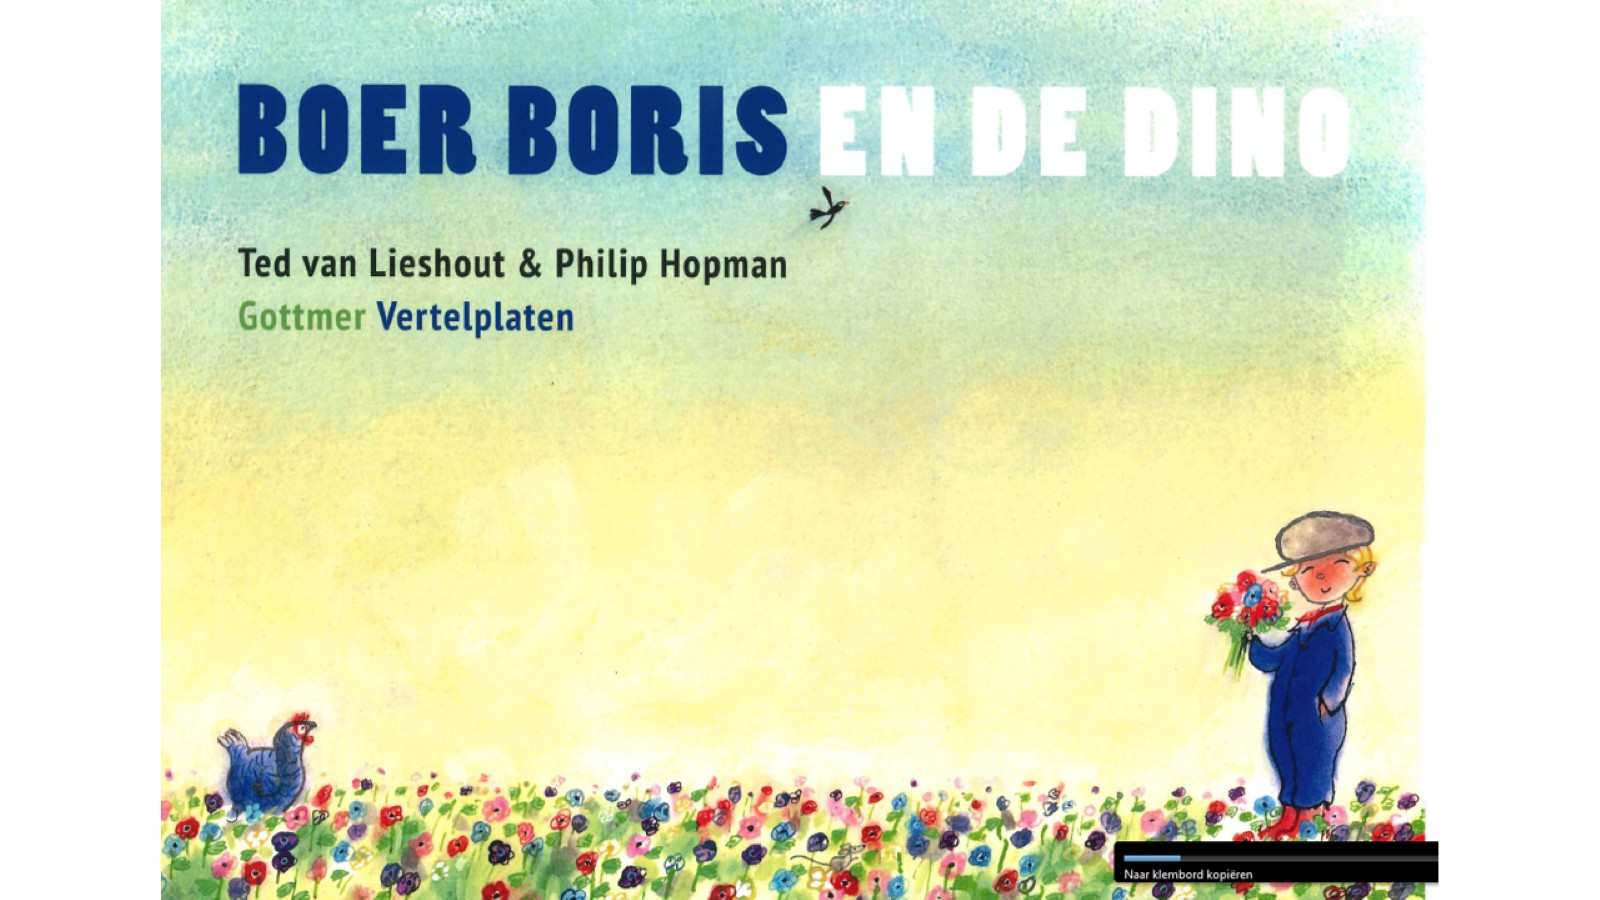 BOER BORIS EN DE DINO
Ted van Lieshout & Philip Hopman
Gottmer Vertelplaten
Naar klembord kopiëren